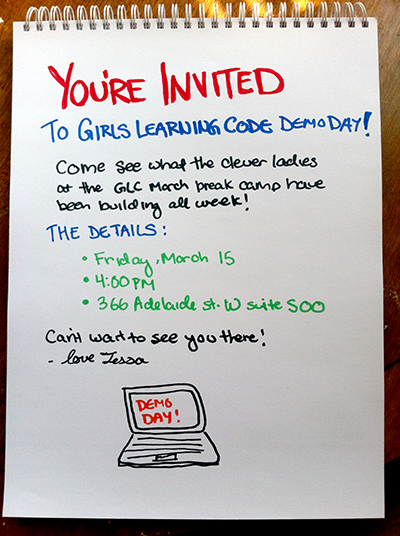 YOU'RE INVITED
TO GIRLS LEARNING CODE DEMO DAY!
Come see what the clever ladies
at the GLC March break camp have
been building all week!
THE DETAILS:
• Friday, March 15
• 4:00 PM
• 366 Adelaide st. W suite 500
Can't wait to see you there!
- love Tessa
DEMO
DAY!